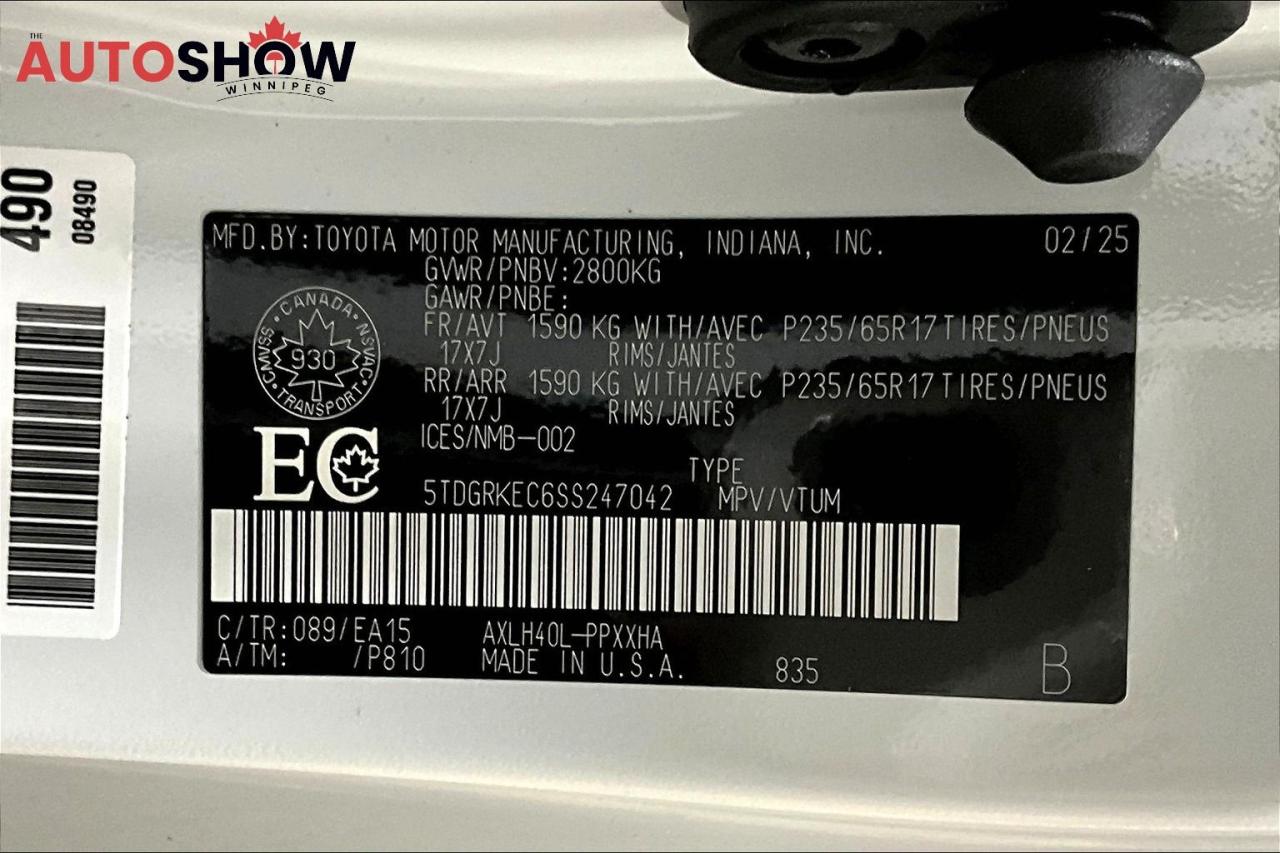 THE
AUTOSHOW
WINNIPEG
490
08490
MFD.BY:TOYOTA MOTOR MANUFACTURING, INDIANA, INC. 02/25
GVWR/PNBV:2800KG
GAWR/PNBE:
FR/AVT 1590 KG WITH/AVEC P235/65R17 TIRES/PNEUS
17X7J RIMS/JANTES
RR/ARR 1590 KG WITH/AVEC P235/65R17 TIRES/PNEUS
17X7J RIMS/JANTES
ICES/NMB-002
CANADA · NSVAC · TRANSPORT · CMVSS ·
930
EC
TYPE
5TDGRKEC6SS247042 MPV/VTUM
C/TR:089/EA15 AXLH40L-PPXXHA
A/TM: /P810 MADE IN U.S.A. 835 B